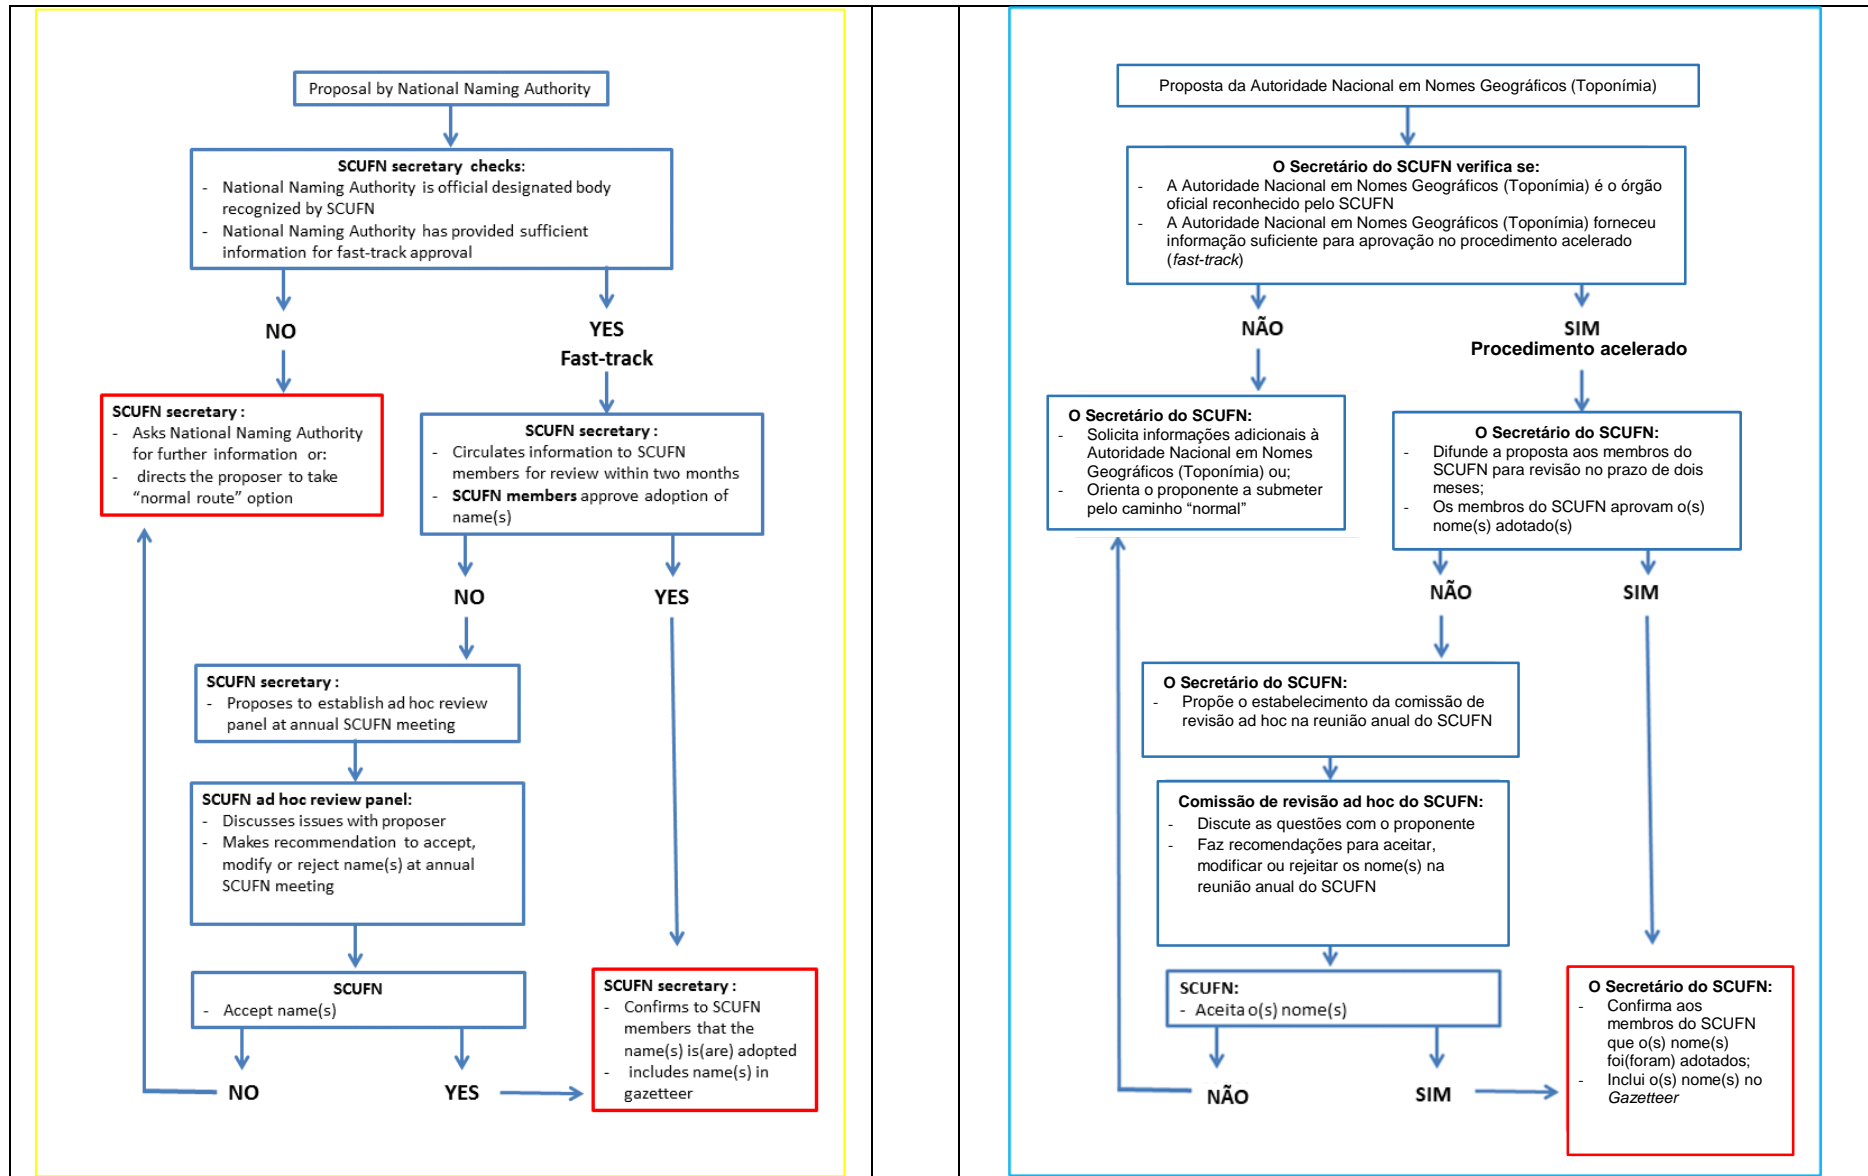 Proposal by National Naming Authority
SCUFN secretary checks:
- National Naming Authority is official designated body
recognized by SCUFN
- National Naming Authority has provided sufficient
information for fast-track approval
NO
YES
Fast-track
SCUFN secretary :
- Asks National Naming Authority
for further information or:
- directs the proposer to take
“normal route” option
SCUFN secretary :
- Circulates information to SCUFN
members for review within two months
- SCUFN members approve adoption of
name(s)
NO
YES
SCUFN secretary :
- Proposes to establish ad hoc review
panel at annual SCUFN meeting
SCUFN ad hoc review panel:
- Discusses issues with proposer
- Makes recommendation to accept,
modify or reject name(s) at annual
SCUFN meeting
SCUFN
- Accept name(s)
NO
YES
SCUFN secretary :
- Confirms to SCUFN
members that the
name(s) is(are) adopted
- includes name(s) in
gazetteer
Proposta da Autoridade Nacional em Nomes Geográficos (Toponímia)
O Secretário do SCUFN verifica se:
- A Autoridade Nacional em Nomes Geográficos (Toponímia) é o órgão
oficial reconhecido pelo SCUFN
- A Autoridade Nacional em Nomes Geográficos (Toponímia) forneceu
informação suficiente para aprovação no procedimento acelerado
(fast-track)
NÃO
SIM
Procedimento acelerado
O Secretário do SCUFN:
- Solicita informações adicionais à
Autoridade Nacional em Nomes
Geográficos (Toponímia) ou;
- Orienta o proponente a submeter
pelo caminho “normal”
O Secretário do SCUFN:
- Difunde a proposta aos membros do
SCUFN para revisão no prazo de dois
meses;
- Os membros do SCUFN aprovam o(s)
nome(s) adotado(s)
NÃO
SIM
O Secretário do SCUFN:
- Propõe o estabelecimento da comissão de
revisão ad hoc na reunião anual do SCUFN
Comissão de revisão ad hoc do SCUFN:
- Discute as questões com o proponente
- Faz recomendações para aceitar,
modificar ou rejeitar os nome(s) na
reunião anual do SCUFN
SCUFN:
- Aceita o(s) nome(s)
NÃO
SIM
O Secretário do SCUFN:
- Confirma aos
membros do SCUFN
que o(s) nome(s)
foi(foram) adotados;
- Inclui o(s) nome(s) no
Gazetteer